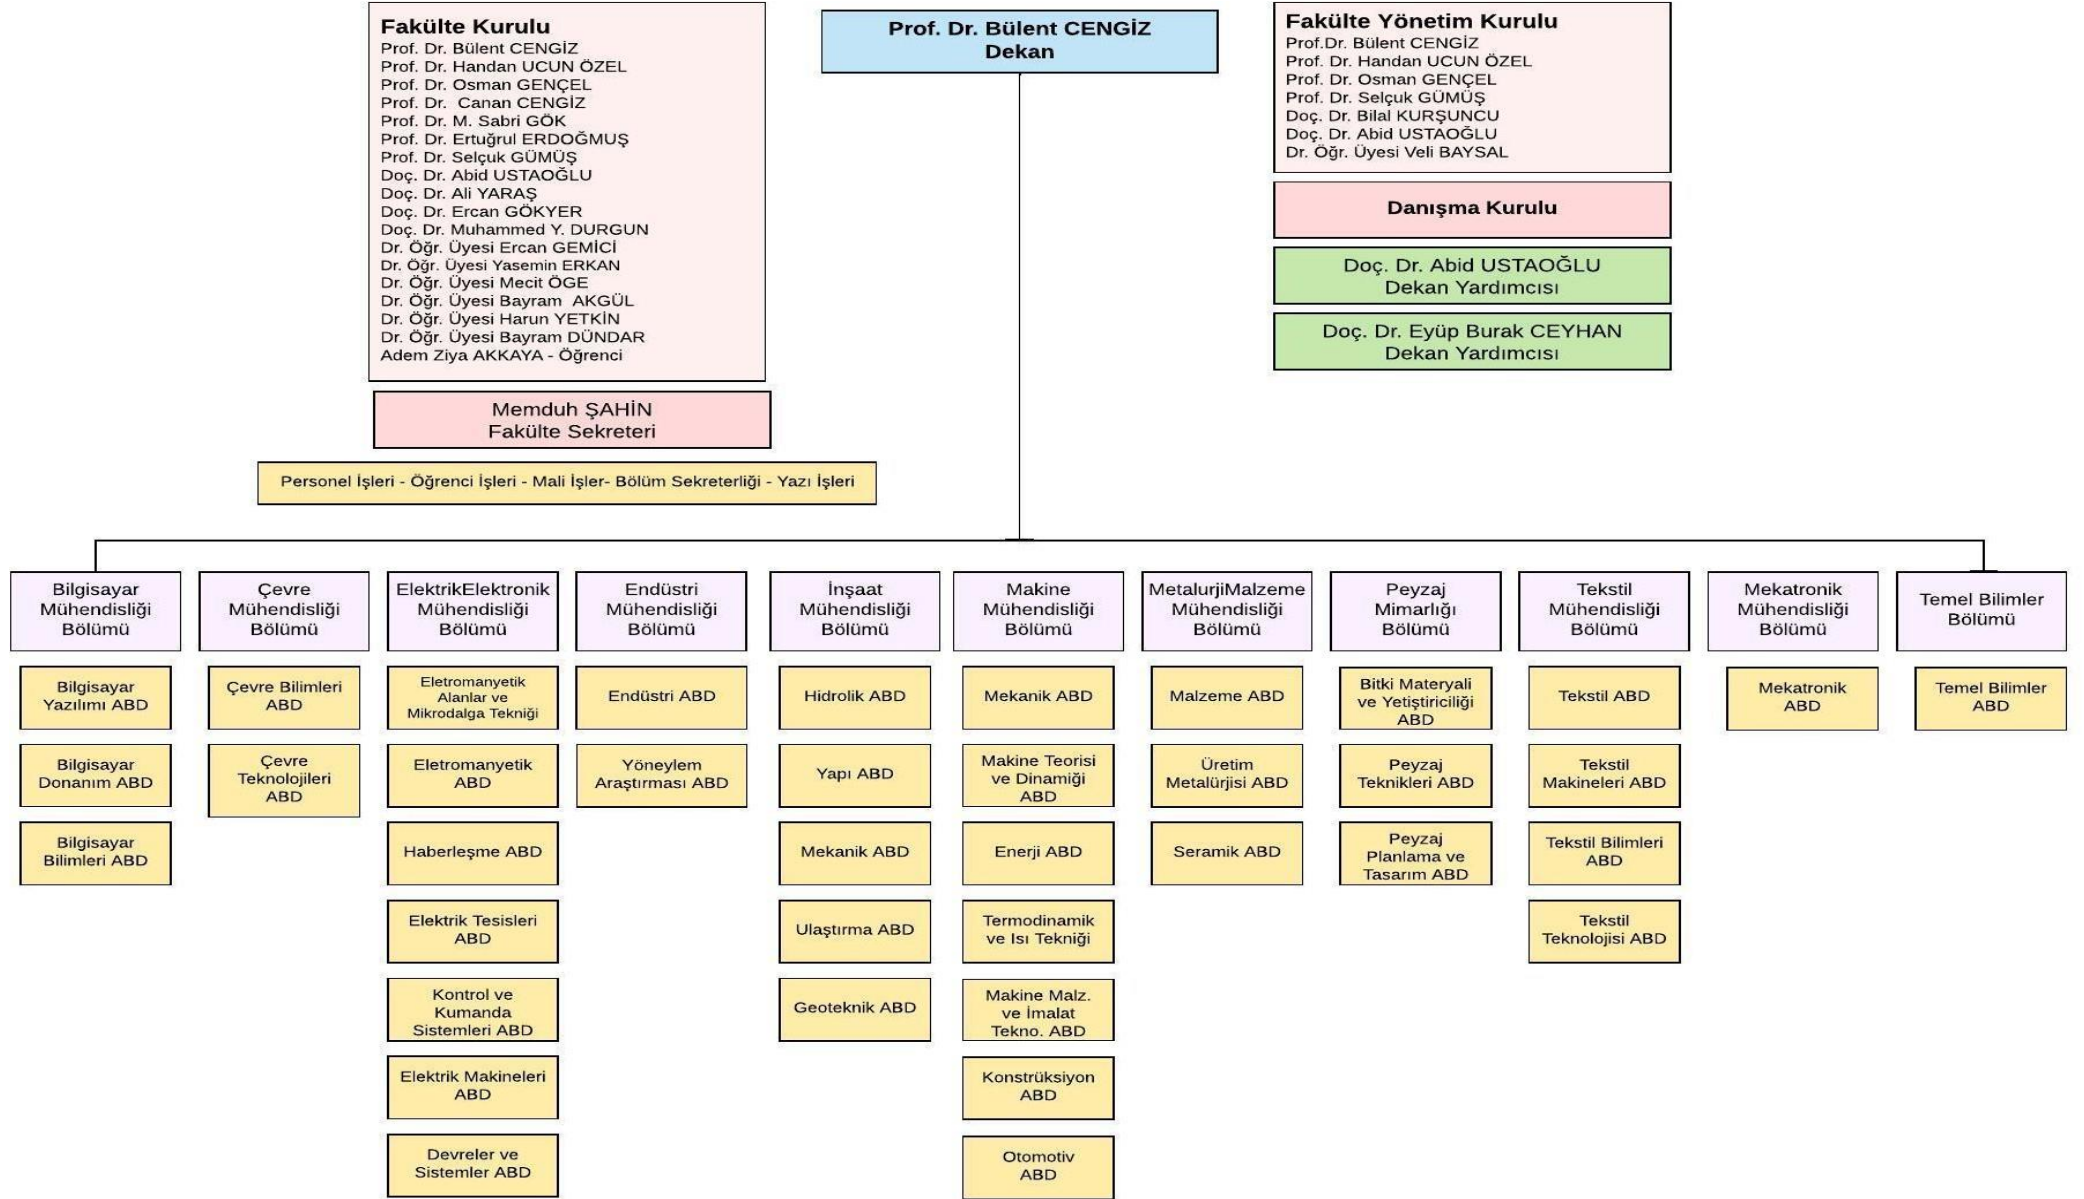 Fakülte Kurulu
Prof. Dr. Bülent CENGİZ
Prof. Dr. Handan UCUN ÖZEL
Prof. Dr. Osman GENÇEL
Prof. Dr.  Canan CENGİZ
Prof. Dr. M. Sabri GÖK
Prof. Dr. Ertuğrul ERDOĞMUŞ
Prof. Dr. Selçuk GÜMÜŞ
Doç. Dr. Abid USTAOĞLU
Doç. Dr. Ali YARAŞ
Doç. Dr. Ercan GÖKYER
Doç. Dr. Muhammed Y. DURGUN
Dr. Öğr. Üyesi Ercan GEMİCİ
Dr. Öğr. Üyesi Yasemin ERKAN
Dr. Öğr. Üyesi Mecit ÖGE
Dr. Öğr. Üyesi Bayram  AKGÜL
Dr. Öğr. Üyesi Harun YETKİN
Dr. Öğr. Üyesi Bayram DÜNDAR
Adem Ziya AKKAYA - Öğrenci
Memduh ŞAHİN
Fakülte Sekreteri
Personel İşleri - Öğrenci İşleri - Mali İşler- Bölüm Sekreterliği - Yazı İşleri
Prof. Dr. Bülent CENGİZ
Dekan
Fakülte Yönetim Kurulu
Prof.Dr. Bülent CENGİZ
Prof. Dr. Handan UCUN ÖZEL
Prof. Dr. Osman GENÇEL
Prof. Dr. Selçuk GÜMÜŞ
Doç. Dr. Bilal KURŞUNCU
Doç. Dr. Abid USTAOĞLU
Dr. Öğr. Üyesi Veli BAYSAL
Danışma Kurulu
Doç. Dr. Abid USTAOĞLU
Dekan Yardımcısı
Doç. Dr. Eyüp Burak CEYHAN
Dekan Yardımcısı
Bilgisayar
Mühendisliği
Bölümü
Bilgisayar
Yazılımı ABD
Bilgisayar
Donanım ABD
Bilgisayar
Bilimleri ABD
Çevre
Mühendisliği
Bölümü
Çevre Bilimleri
ABD
Çevre
Teknolojileri
ABD
ElektrikElektronik
Mühendisliği
Bölümü
Eletromanyetik
Alanlar ve
Mikrodalga Tekniği
Eletromanyetik
ABD
Haberleşme ABD
Elektrik Tesisleri
ABD
Kontrol ve
Kumanda
Sistemleri ABD
Elektrik Makineleri
ABD
Devreler ve
Sistemler ABD
Endüstri
Mühendisliği
Bölümü
Endüstri ABD
Yöneylem
Araştırması ABD
İnşaat
Mühendisliği
Bölümü
Hidrolik ABD
Yapı ABD
Mekanik ABD
Ulaştırma ABD
Geoteknik ABD
Makine
Mühendisliği
Bölümü
Mekanik ABD
Makine Teorisi
ve Dinamiği
ABD
Enerji ABD
Termodinamik
ve Isı Tekniği
Makine Malz.
ve İmalat
Tekno. ABD
Konstrüksiyon
ABD
Otomotiv
ABD
MetalurjiMalzeme
Mühendisliği
Bölümü
Malzeme ABD
Üretim
Metalürjisi ABD
Seramik ABD
Peyzaj
Mimarlığı
Bölümü
Bitki Materyali
ve Yetiştiriciliği
ABD
Peyzaj
Teknikleri ABD
Peyzaj
Planlama ve
Tasarım ABD
Tekstil
Mühendisliği
Bölümü
Tekstil ABD
Tekstil
Makineleri ABD
Tekstil Bilimleri
ABD
Tekstil
Teknolojisi ABD
Mekatronik
Mühendisliği
Bölümü
Mekatronik
ABD
Temel Bilimler
Bölümü
Temel Bilimler
ABD